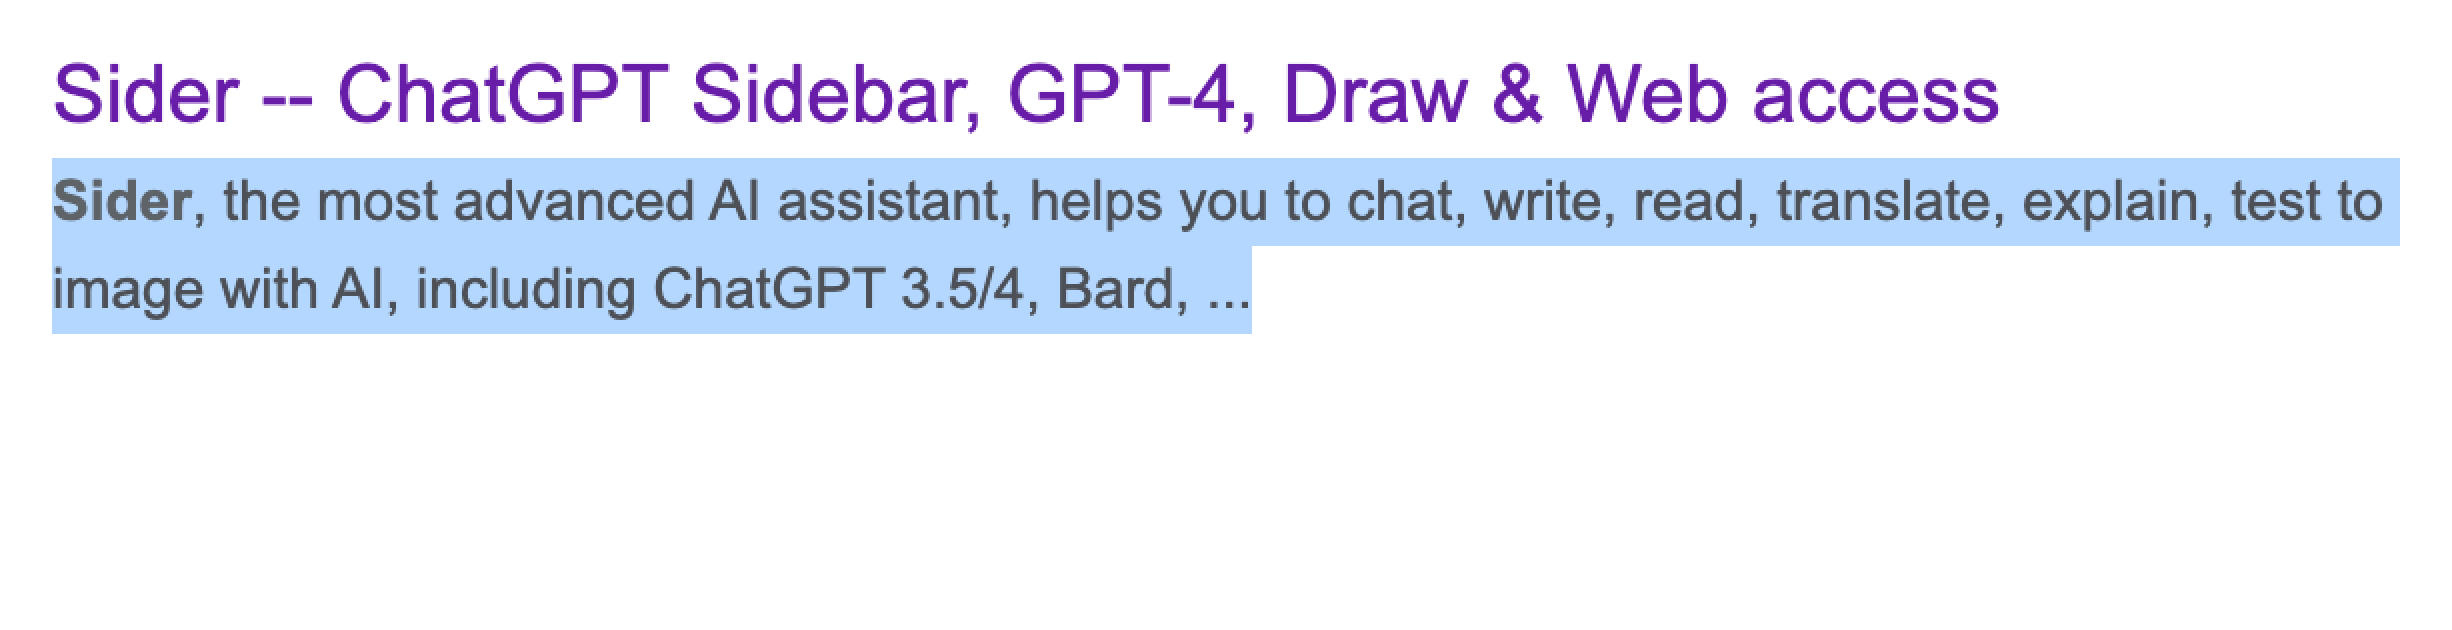 Sider -- ChatGPT Sidebar, GPT-4, Draw & Web access
Sider, the most advanced AI assistant, helps you to chat, write, read, translate, explain, test to
image with AI, including ChatGPT 3.5/4, Bard, ...